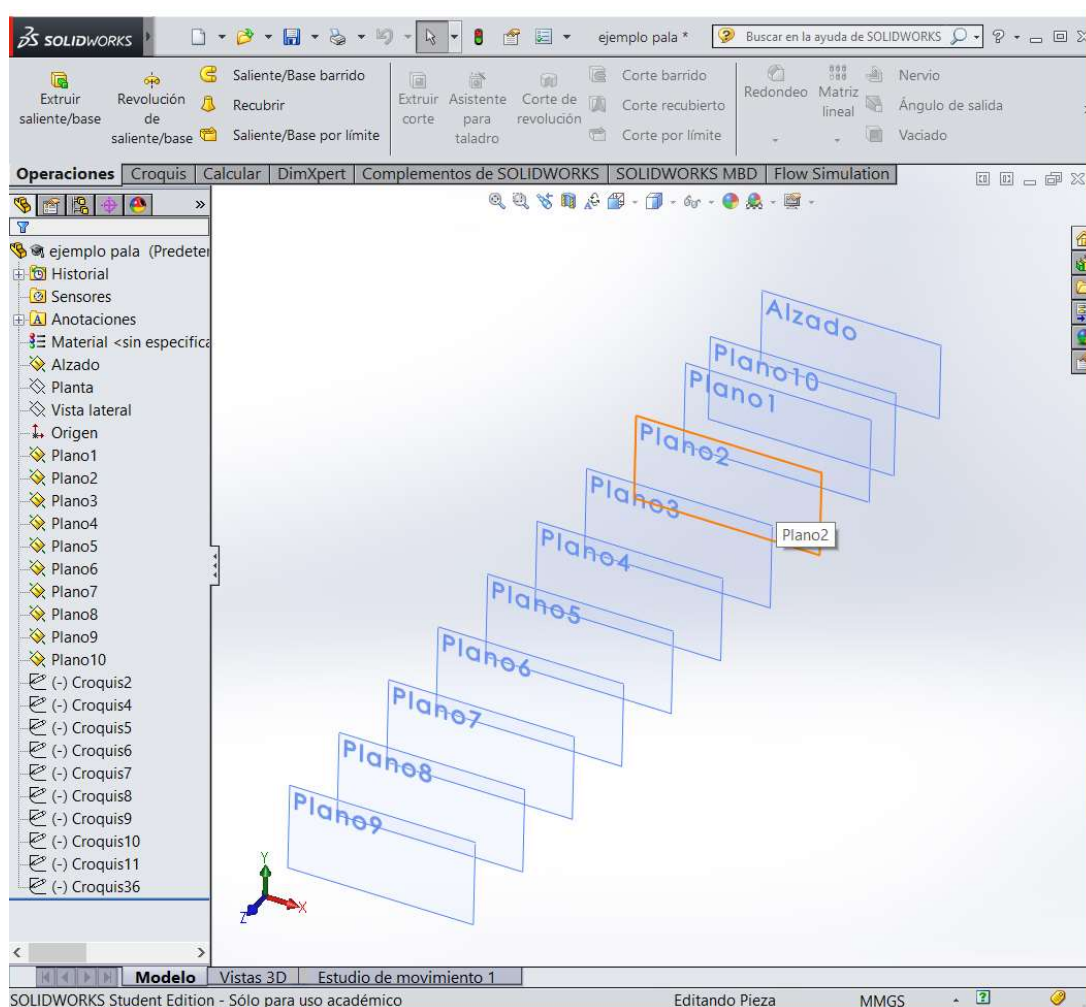 SOLIDWORKS
ejemplo pala *
Buscar en la ayuda de SOLIDWORKS
Extruir saliente/base
Revolución de saliente/base
Saliente/Base barrido
Recubrir
Saliente/Base por límite
Extruir corte
Asistente para taladro
Corte de revolución
Corte barrido
Corte recubierto
Corte por límite
Redondeo
Matriz lineal
Nervio
Ángulo de salida
Vaciado
Operaciones Croquis Calcular DimXpert Complementos de SOLIDWORKS SOLIDWORKS MBD Flow Simulation
ejemplo pala (Predeter
Historial
Sensores
Anotaciones
Material <sin especifica
Alzado
Planta
Vista lateral
Origen
Plano1
Plano2
Plano3
Plano4
Plano5
Plano6
Plano7
Plano8
Plano9
Plano10
(-) Croquis2
(-) Croquis4
(-) Croquis5
(-) Croquis6
(-) Croquis7
(-) Croquis8
(-) Croquis9
(-) Croquis10
(-) Croquis11
(-) Croquis36
Alzado
Plano10
Plano1
Plano2
Plano3
Plano2
Plano4
Plano5
Plano6
Plano7
Plano8
Plano9
Y
X
Z
Modelo Vistas 3D Estudio de movimiento 1
SOLIDWORKS Student Edition - Sólo para uso académico
Editando Pieza
MMGS